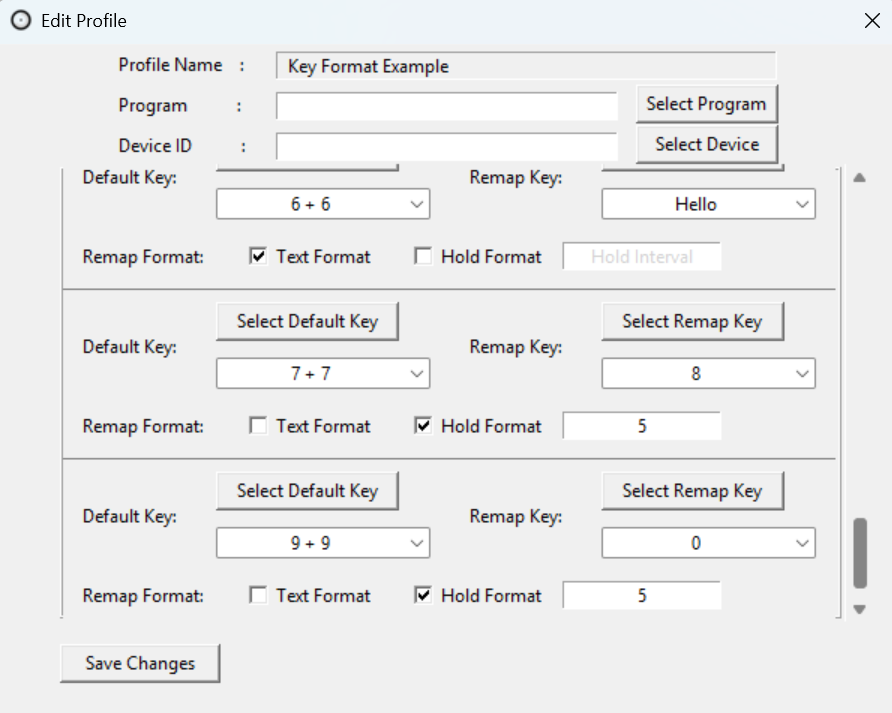 Edit Profile
Profile Name : Key Format Example
Program : Select Program
Device ID : Select Device
Default Key: Remap Key:
6 + 6 Hello
Remap Format: Text Format Hold Format Hold Interval
Select Default Key Select Remap Key
Default Key: Remap Key:
7 + 7 8
Remap Format: Text Format Hold Format 5
Select Default Key Select Remap Key
Default Key: Remap Key:
9 + 9 0
Remap Format: Text Format Hold Format 5
Save Changes